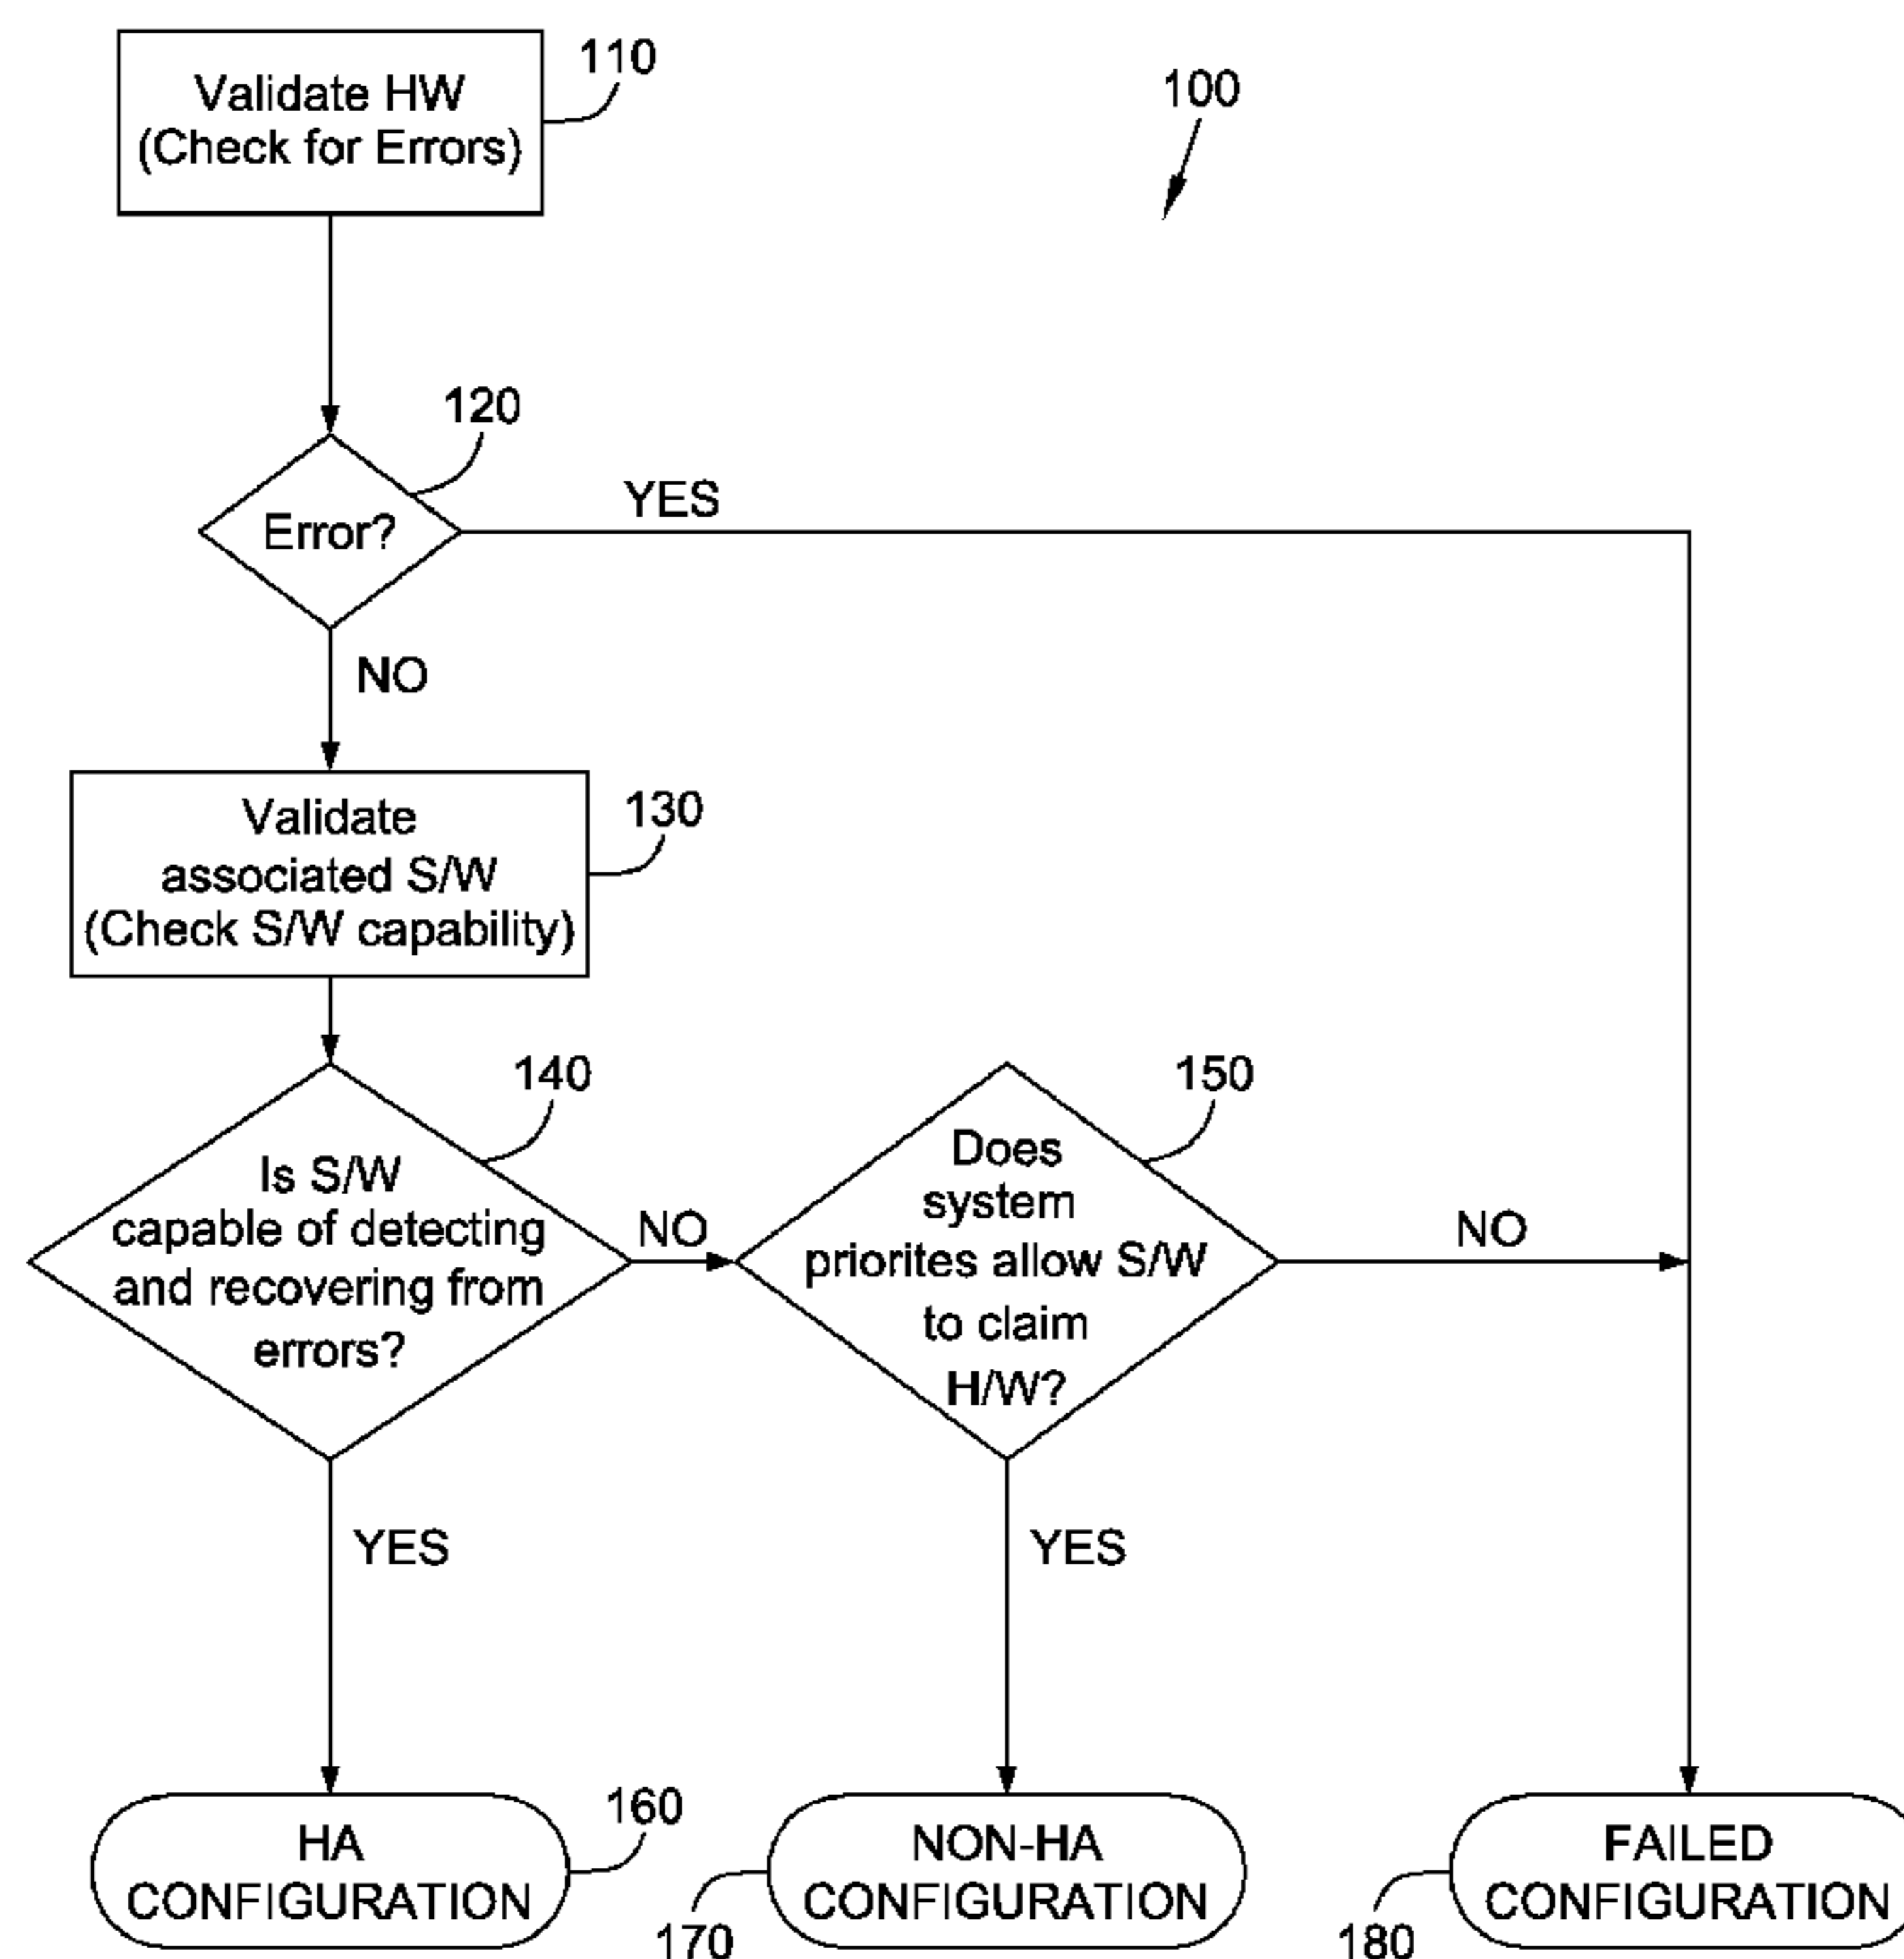 110
Validate HW
(Check for Errors)
100
120
Error?
YES
NO
130
Validate
associated S/W
(Check S/W capability)
140
Is S/W
capable of detecting
and recovering from
errors?
NO
150
Does
system
priorites allow S/W
to claim
H/W?
NO
YES
YES
160
HA
CONFIGURATION
170
NON-HA
CONFIGURATION
180
FAILED
CONFIGURATION